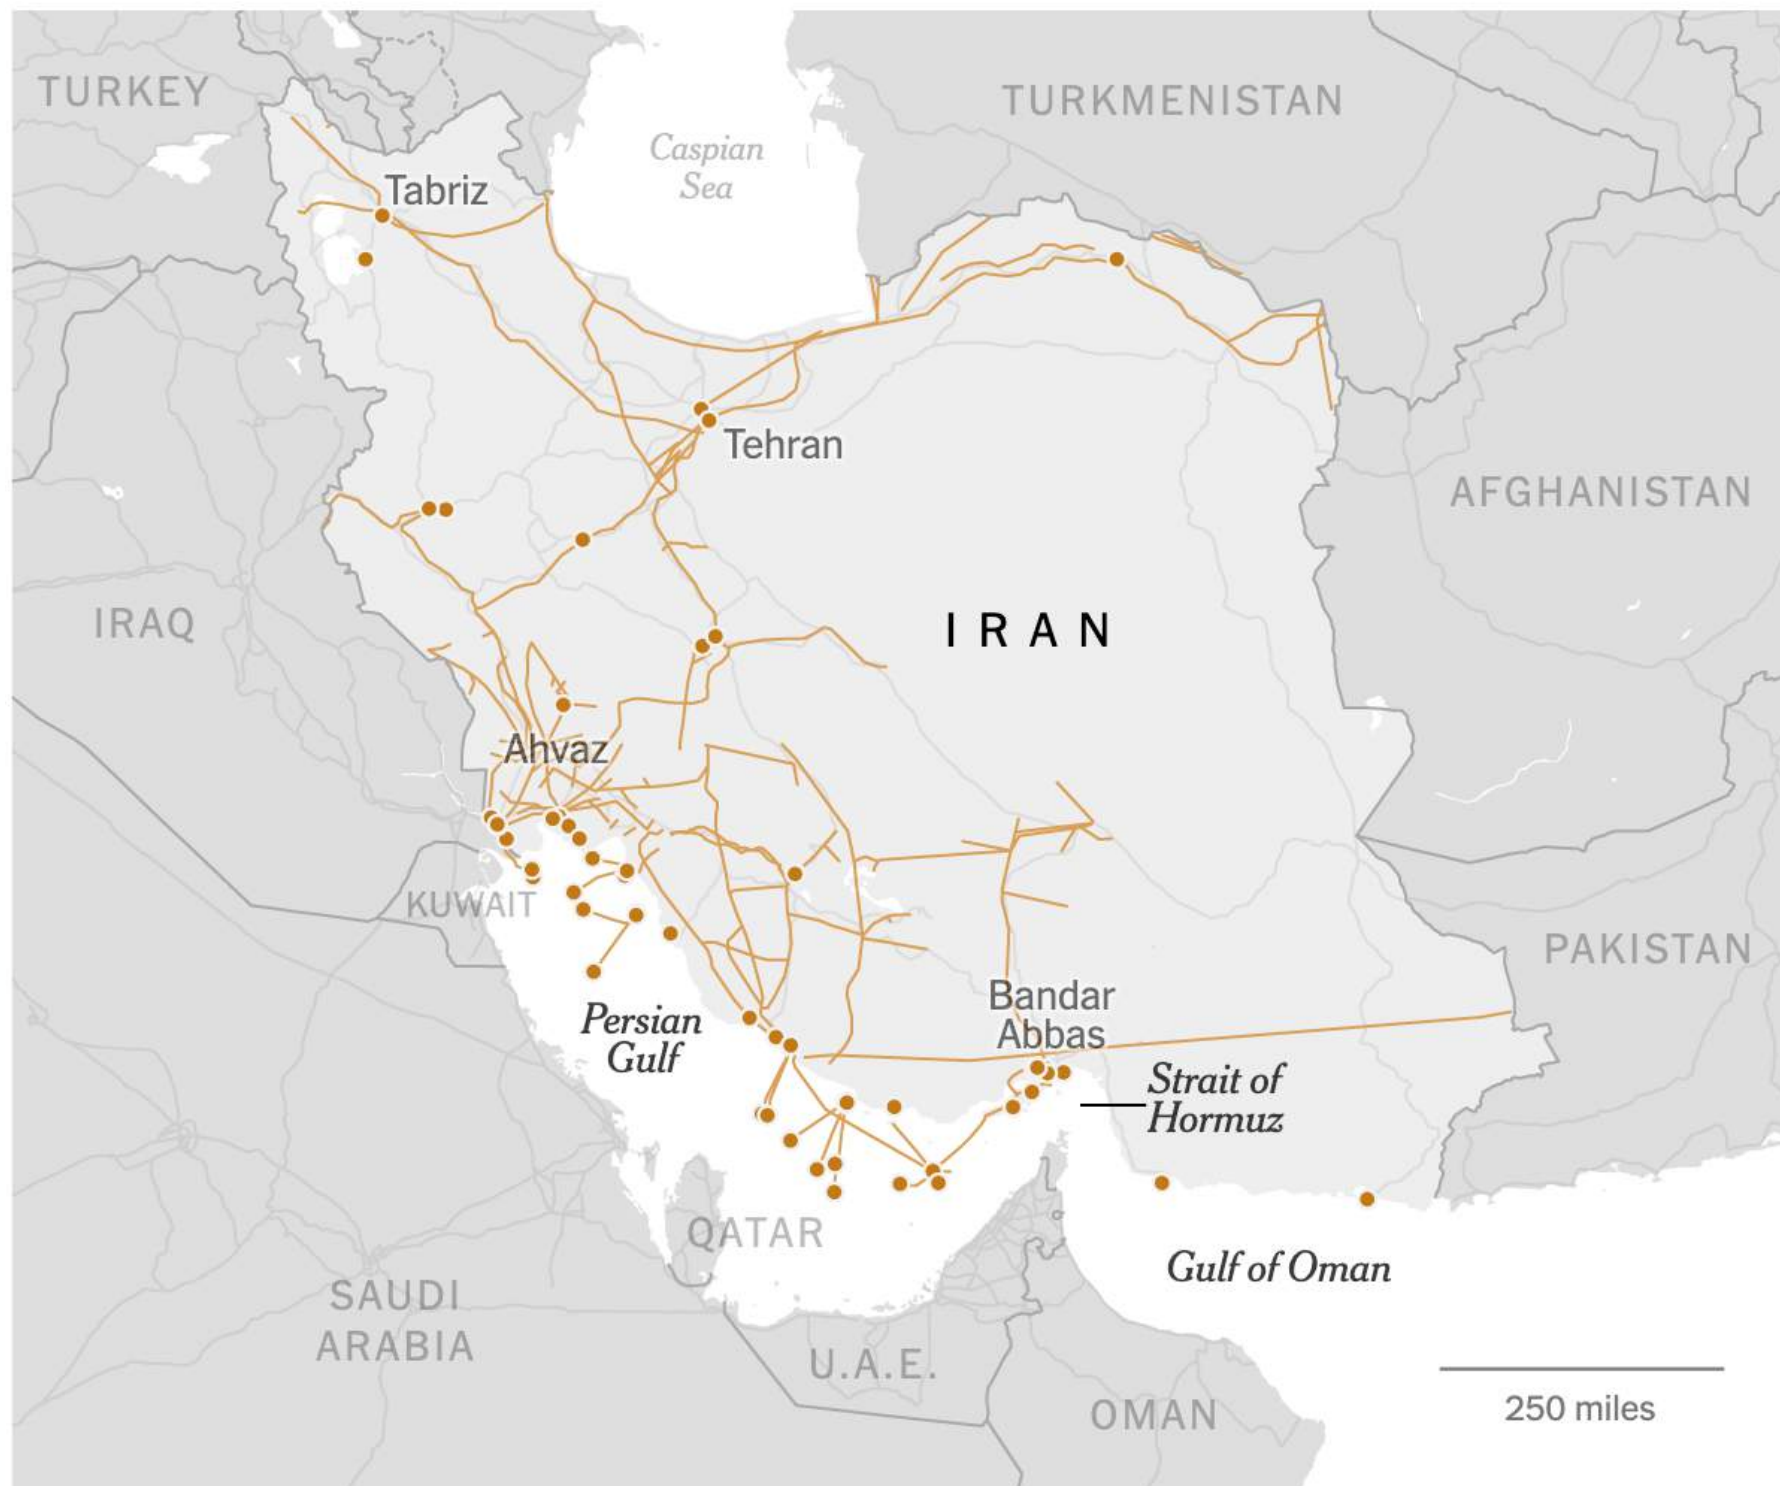 TURKEY
TURKMENISTAN
Caspian
Sea
Tabriz
Tehran
AFGHANISTAN
IRAQ
IRAN
Ahvaz
KUWAIT
PAKISTAN
Bandar
Abbas
Persian
Gulf
Strait of
Hormuz
QATAR
Gulf of Oman
SAUDI
ARABIA
U.A.E.
OMAN
250 miles